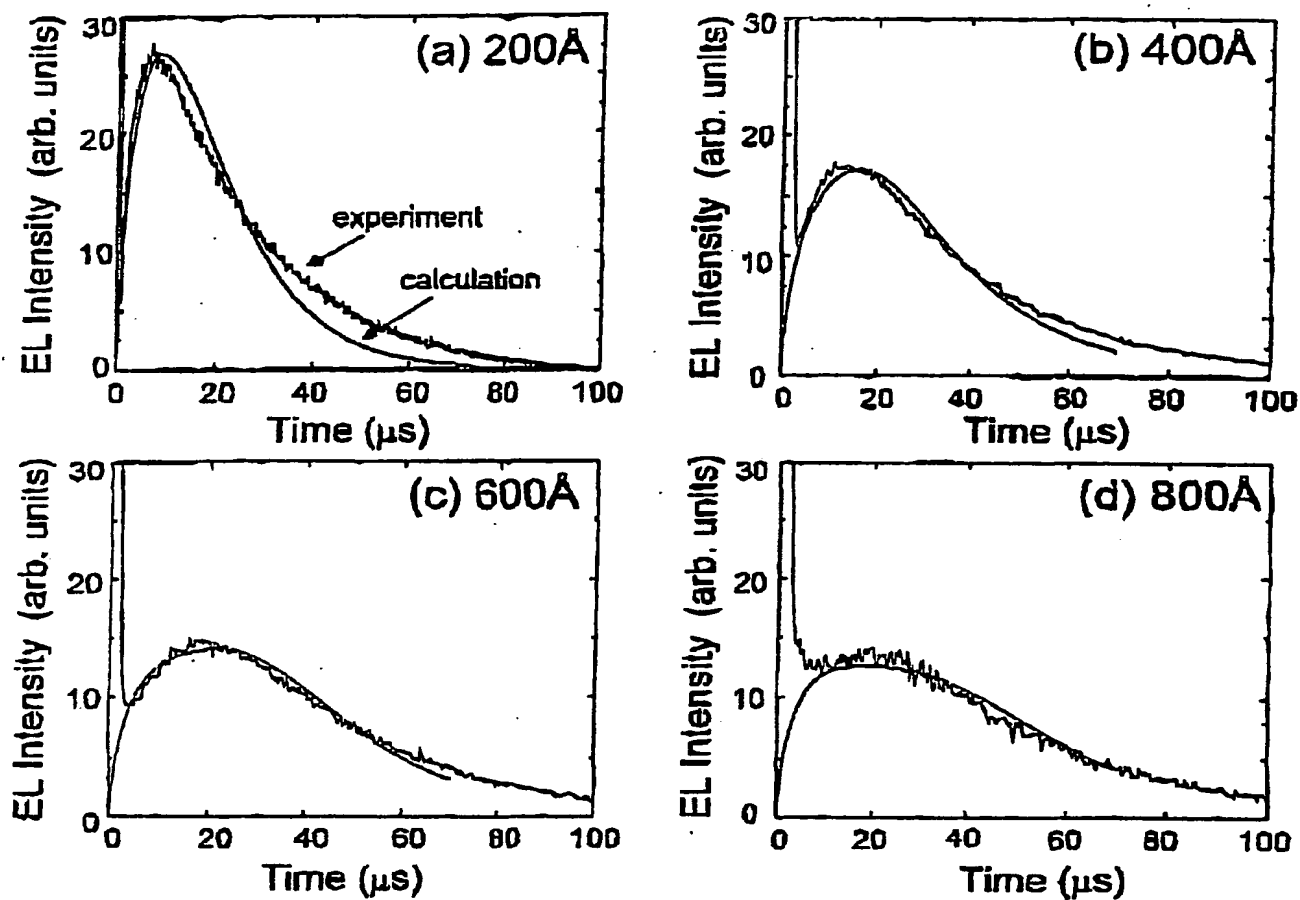 (a) 200Å
EL Intensity (arb. units)
30
20
10
0
experiment
calculation
0 20 40 60 80 100
Time (μs)
(b) 400Å
EL Intensity (arb. units)
30
20
10
0
0 20 40 60 80 100
Time (μs)
(c) 600Å
EL Intensity (arb. units)
30
20
10
0
0 20 40 60 80 100
Time (μs)
(d) 800Å
EL Intensity (arb. units)
30
20
10
0
0 20 40 60 80 100
Time (μs)